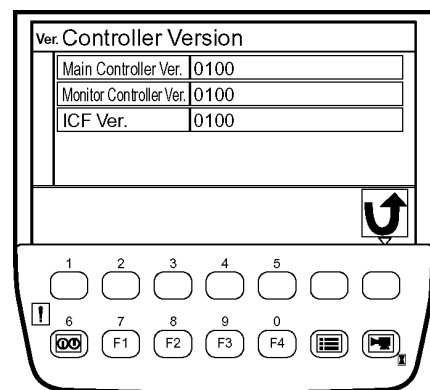 Ver. Controller Version
Main Controller Ver. 0100
Monitor Controller Ver. 0100
ICF Ver. 0100
1 2 3 4 5
6 7 8 9 0
F1 F2 F3 F4